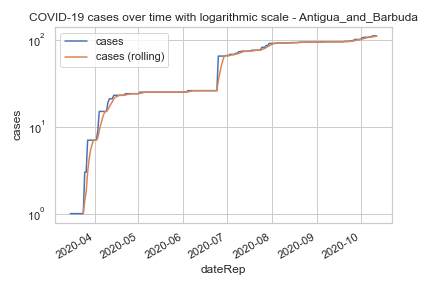 COVID-19 cases over time with logarithmic scale - Antigua_and_Barbuda
cases
cases (rolling)
cases
10²
10¹
10⁰
2020-04
2020-05
2020-06
2020-07
2020-08
2020-09
2020-10
dateRep